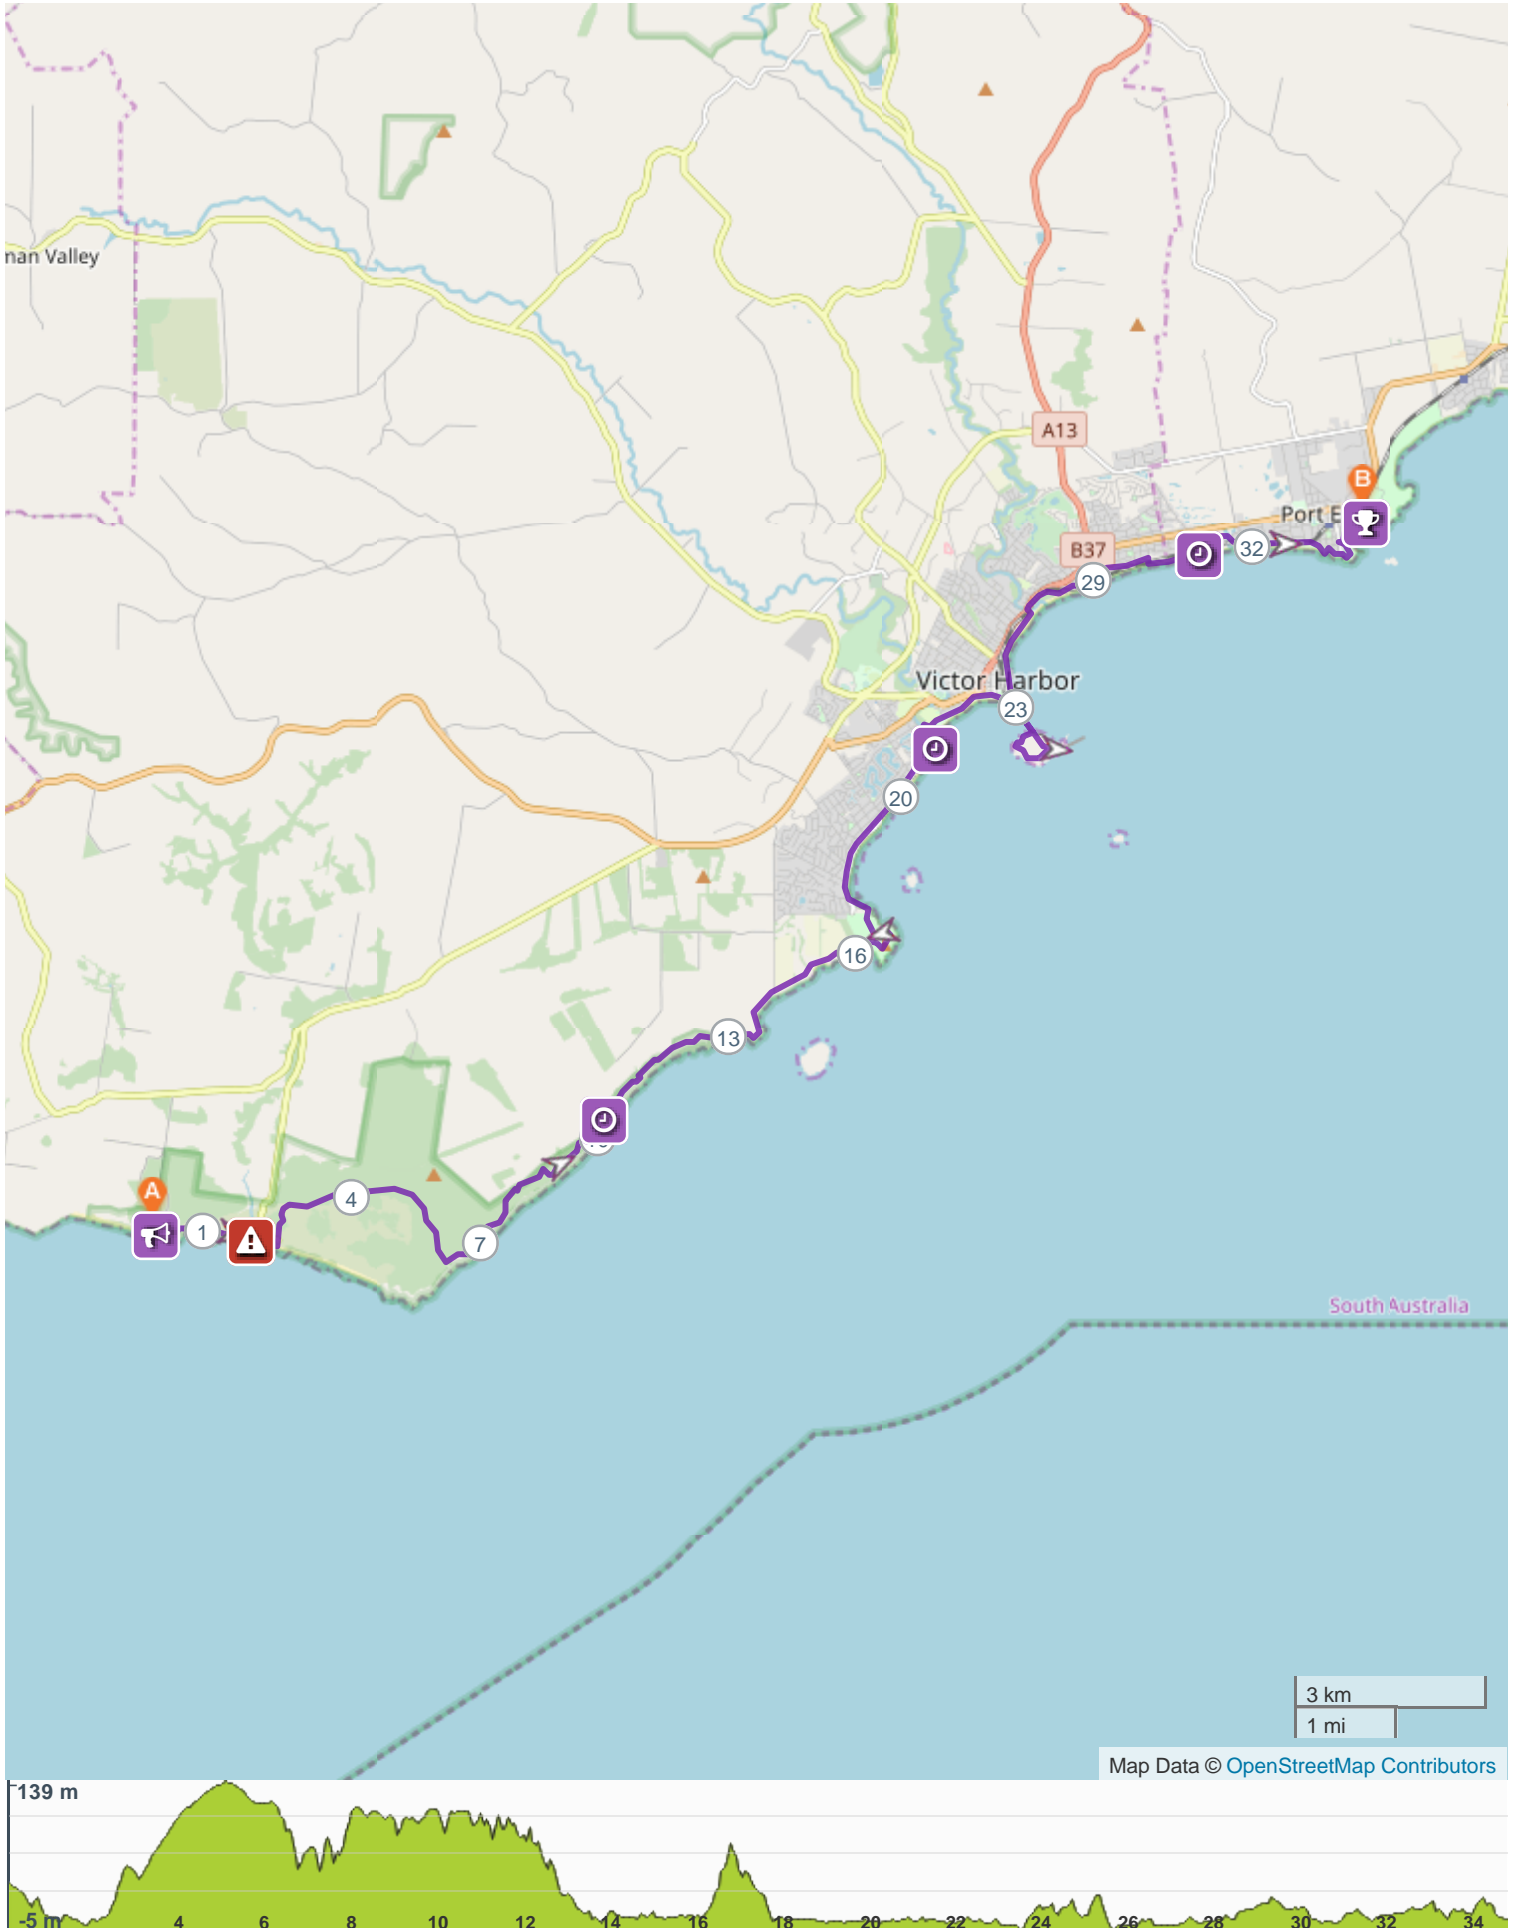 man Valley
A13
B
Port E
B37
32
29
Victor Harbor
23
20
16
13
A
4
1
7
South Australia
3 km
1 mi
Map Data © OpenStreetMap Contributors
139 m
-5 m 4 6 8 10 12 14 16 18 20 22 24 26 28 30 32 34